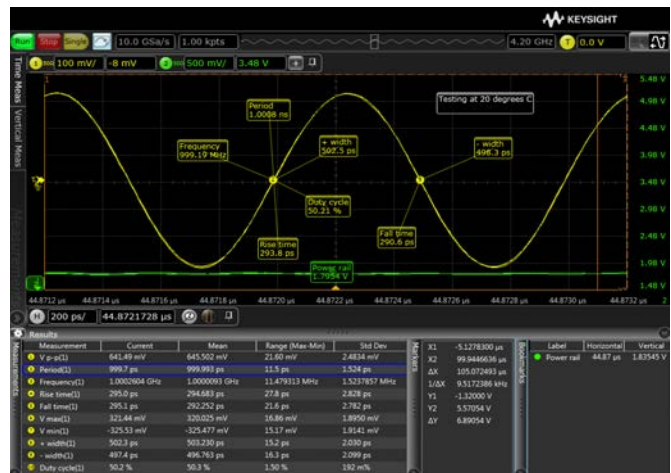 KEYSIGHT
Run Stop Single 10.0 GSa/s 1.00 kpts 4.20 GHz T 0.0 V
1 50Ω 100 mV/ -8 mV 2 50Ω 500 mV/ 3.48 V
Time Meas
Vertical Meas
Period
1.0008 ns
Testing at 20 degrees C
Frequency
999.19 MHz
+ width
502.5 ps
- width
498.3 ps
Duty cycle
50.21 %
Rise time
293.8 ps
Fall time
290.6 ps
Power rail
1.7954 V
5.48 V
4.98 V
4.48 V
3.98 V
3.48 V
2.98 V
2.48 V
1.98 V
1.48 V
44.8712 µs 44.8714 µs 44.8716 µs 44.8718 µs 44.8720 µs 44.8722 µs 44.8724 µs 44.8726 µs 44.8728 µs 44.8730 µs 44.8732 µs 2
H 200 ps/ 44.8721728 µs
Results
Measurements
Measurement Current Mean Range (Max-Min) Std Dev
V p-p(1) 641.49 mV 645.502 mV 21.60 mV 2.4834 mV
Period(1) 999.7 ps 999.993 ps 11.5 ps 1.524 ps
Frequency(1) 1.0002604 GHz 1.0000093 GHz 11.479313 MHz 1.5237857 MHz
Rise time(1) 295.0 ps 294.683 ps 27.8 ps 2.828 ps
Fall time(1) 295.1 ps 292.252 ps 21.6 ps 2.782 ps
V max(1) 321.44 mV 320.025 mV 16.86 mV 1.8950 mV
V min(1) -325.53 mV -325.477 mV 15.17 mV 1.9141 mV
+ width(1) 502.3 ps 503.230 ps 15.2 ps 2.030 ps
- width(1) 497.4 ps 496.763 ps 16.3 ps 2.099 ps
Duty cycle(1) 50.2 % 50.3 % 1.50 % 192 m%
Markers
X1 -5.1278300 µs
X2 99.9446636 µs
ΔX 105.072493 µs
1/ΔX 9.5172386 kHz
Y1 -1.32000 V
Y2 5.57054 V
ΔY 6.89054 V
Bookmarks
Label Horizontal Vertical
Power rail 44.87 µs 1.83545 V